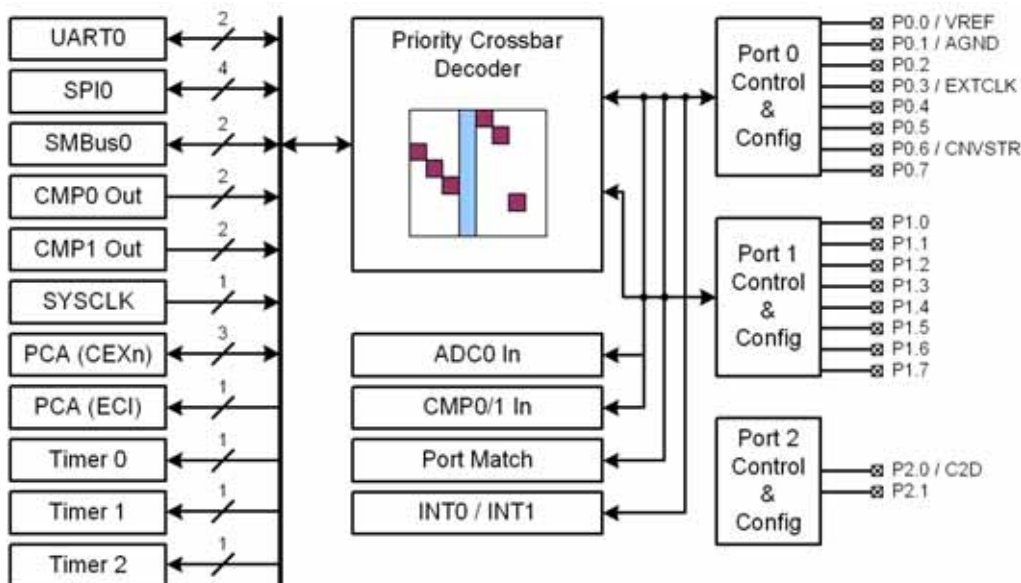 UART0
2
SPI0
4
SMBus0
2
CMP0 Out
2
CMP1 Out
2
SYSCLK
1
PCA (CEXn)
3
PCA (ECI)
1
Timer 0
1
Timer 1
1
Timer 2
1
Priority Crossbar
Decoder
ADC0 In
CMP0/1 In
Port Match
INT0 / INT1
Port 0
Control
&
Config
P0.0 / VREF
P0.1 / AGND
P0.2
P0.3 / EXTCLK
P0.4
P0.5
P0.6 / CNVSTR
P0.7
Port 1
Control
&
Config
P1.0
P1.1
P1.2
P1.3
P1.4
P1.5
P1.6
P1.7
Port 2
Control
&
Config
P2.0 / C2D
P2.1